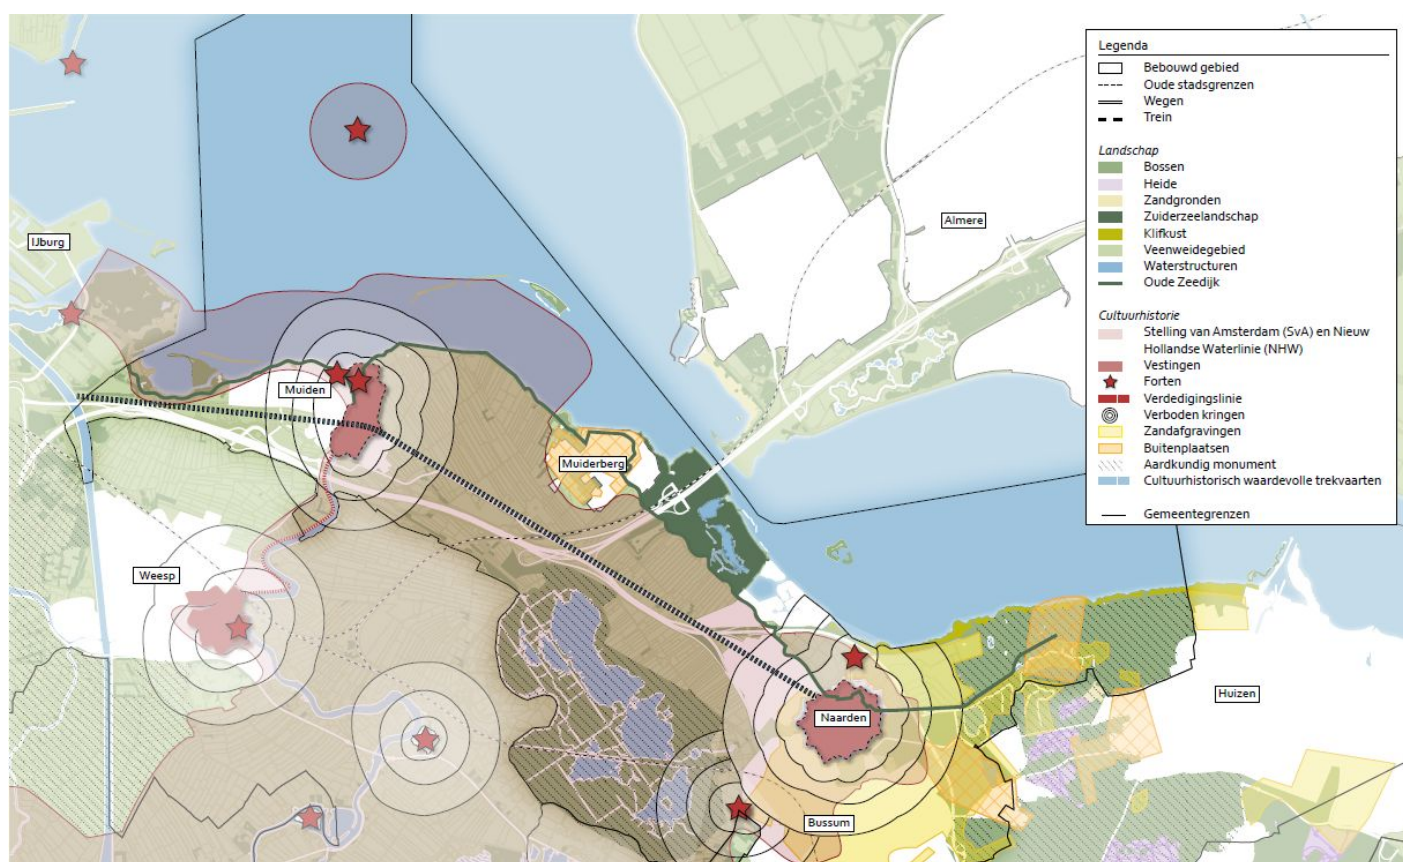 IJburg
Muiden
Weesp
Muiderberg
Almere
Naarden
Bussum
Huizen
Legenda
Bebouwd gebied
Oude stadsgrenzen
Wegen
Trein
Landschap
Bossen
Heide
Zandgronden
Zuiderzeelandschap
Klifkust
Veenweidegebied
Waterstructuren
Oude Zeedijk
Cultuurhistorie
Stelling van Amsterdam (SvA) en Nieuw
Hollandse Waterlinie (NHW)
Vestingen
Forten
Verdedigingslinie
Verboden kringen
Zandafgravingen
Buitenplaatsen
Aardkundig monument
Cultuurhistorisch waardevolle trekvaarten
Gemeentegrenzen